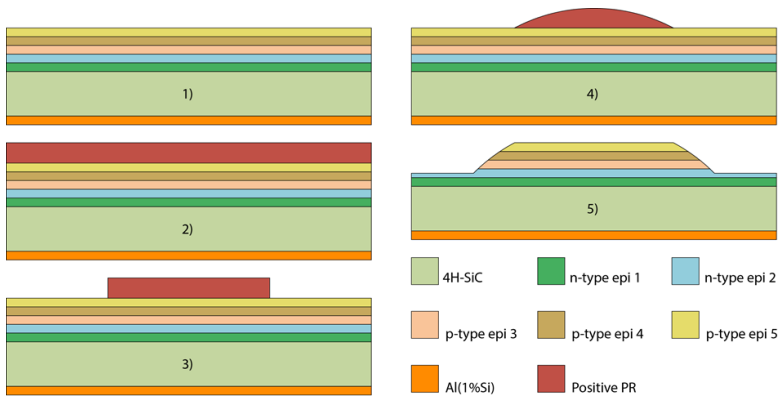 1)
2)
3)
4)
5)
4H-SiC
n-type epi 1
n-type epi 2
p-type epi 3
p-type epi 4
p-type epi 5
Al(1%Si)
Positive PR